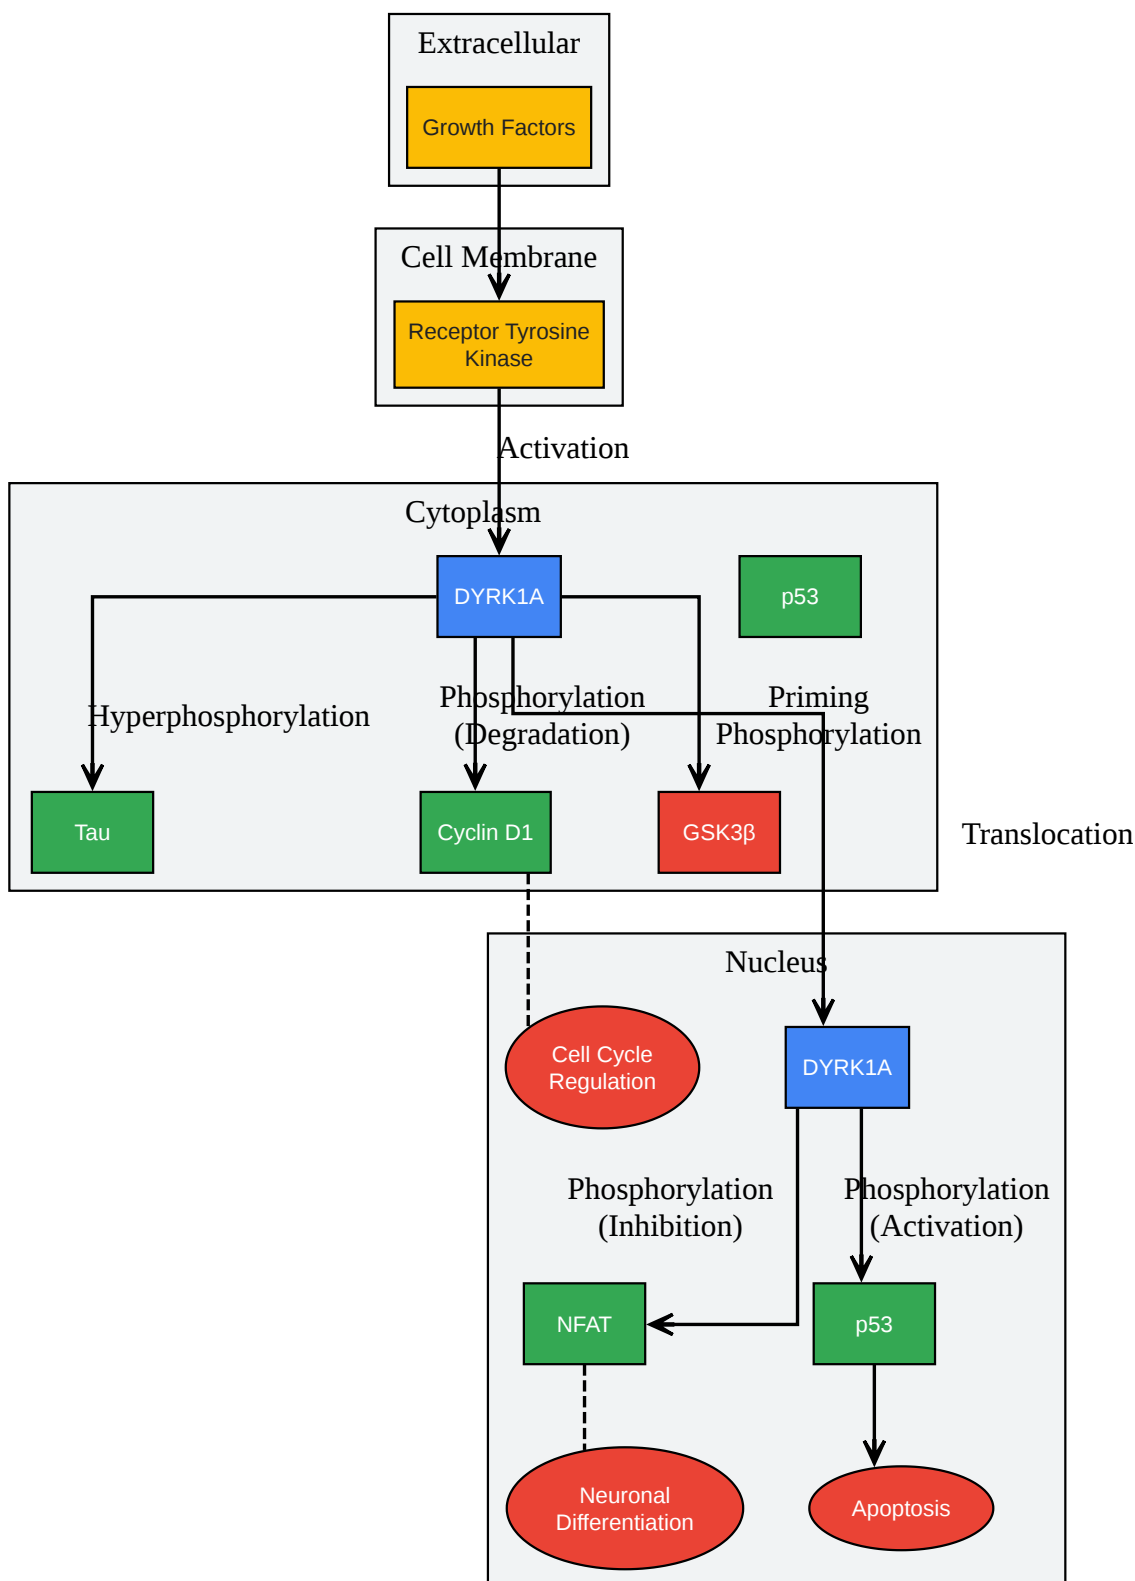 Extracellular
Growth Factors
Cell Membrane
Receptor Tyrosine
Kinase
Activation
Cytoplasm
DYRK1A
p53
Hyperphosphorylation
Phosphorylation
(Degradation)
Priming
Phosphorylation
Tau
Cyclin D1
GSK3β
Translocation
Nucleus
Cell Cycle
Regulation
DYRK1A
Phosphorylation
(Inhibition)
Phosphorylation
(Activation)
NFAT
p53
Neuronal
Differentiation
Apoptosis